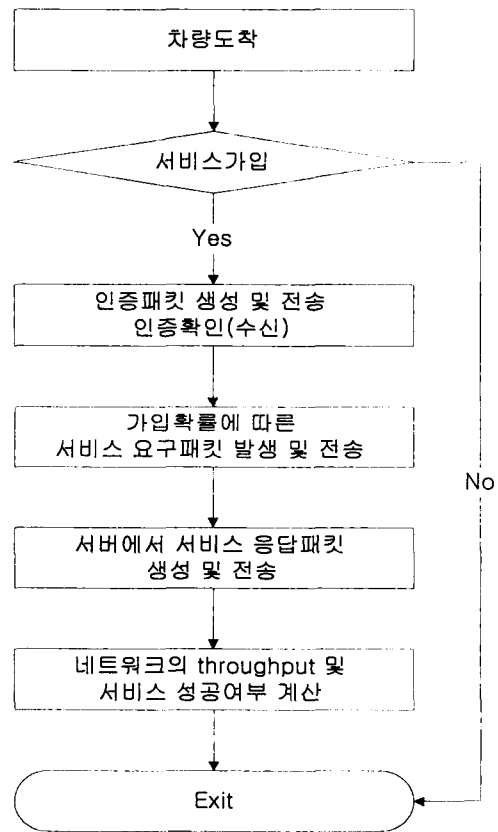 차량도착
서비스가입
Yes
인증패킷 생성 및 전송
인증확인(수신)
가입확률에 따른
서비스 요구패킷 발생 및 전송
No
서버에서 서비스 응답패킷
생성 및 전송
네트워크의 throughput 및
서비스 성공여부 계산
Exit